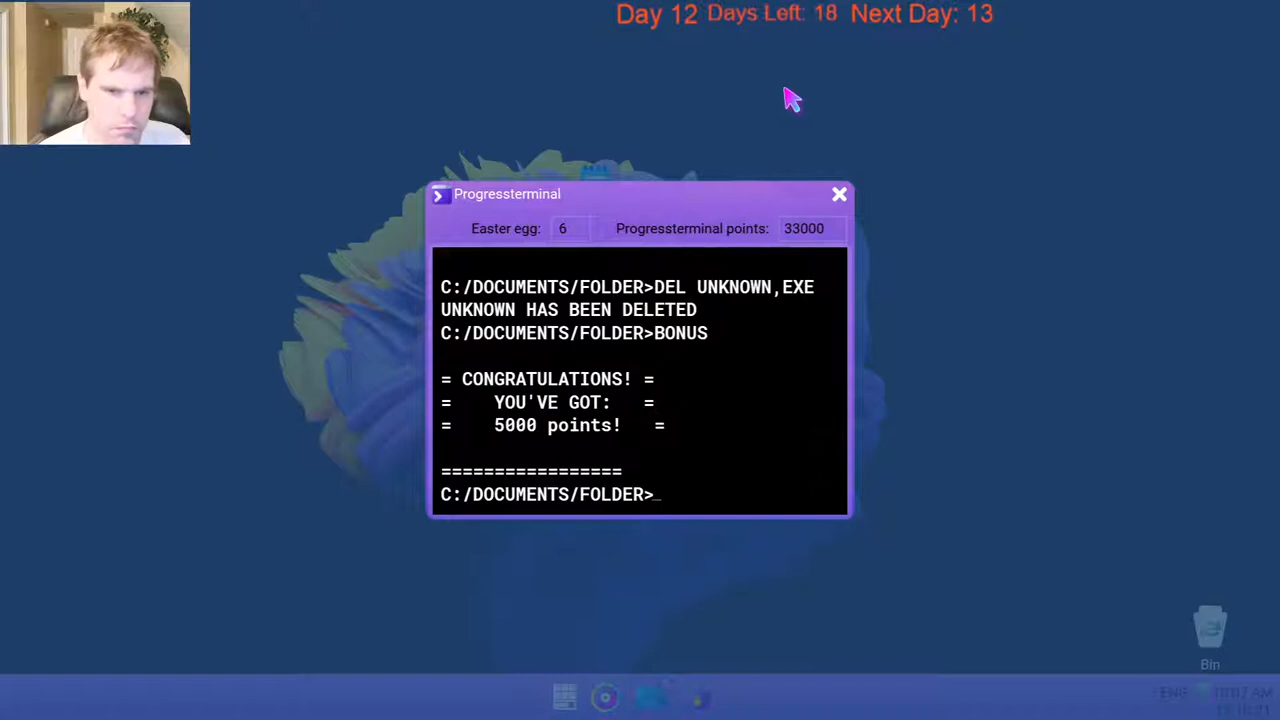 Day 12 Days Left: 18 Next Day: 13
Progressterminal
Easter egg: 6 Progressterminal points: 33000
C:/DOCUMENTS/FOLDER>DEL UNKNOWN,EXE
UNKNOWN HAS BEEN DELETED
C:/DOCUMENTS/FOLDER>BONUS
= CONGRATULATIONS! =
= YOU'VE GOT: =
= 5000 points! =
=================
C:/DOCUMENTS/FOLDER>_
Bin
ENG